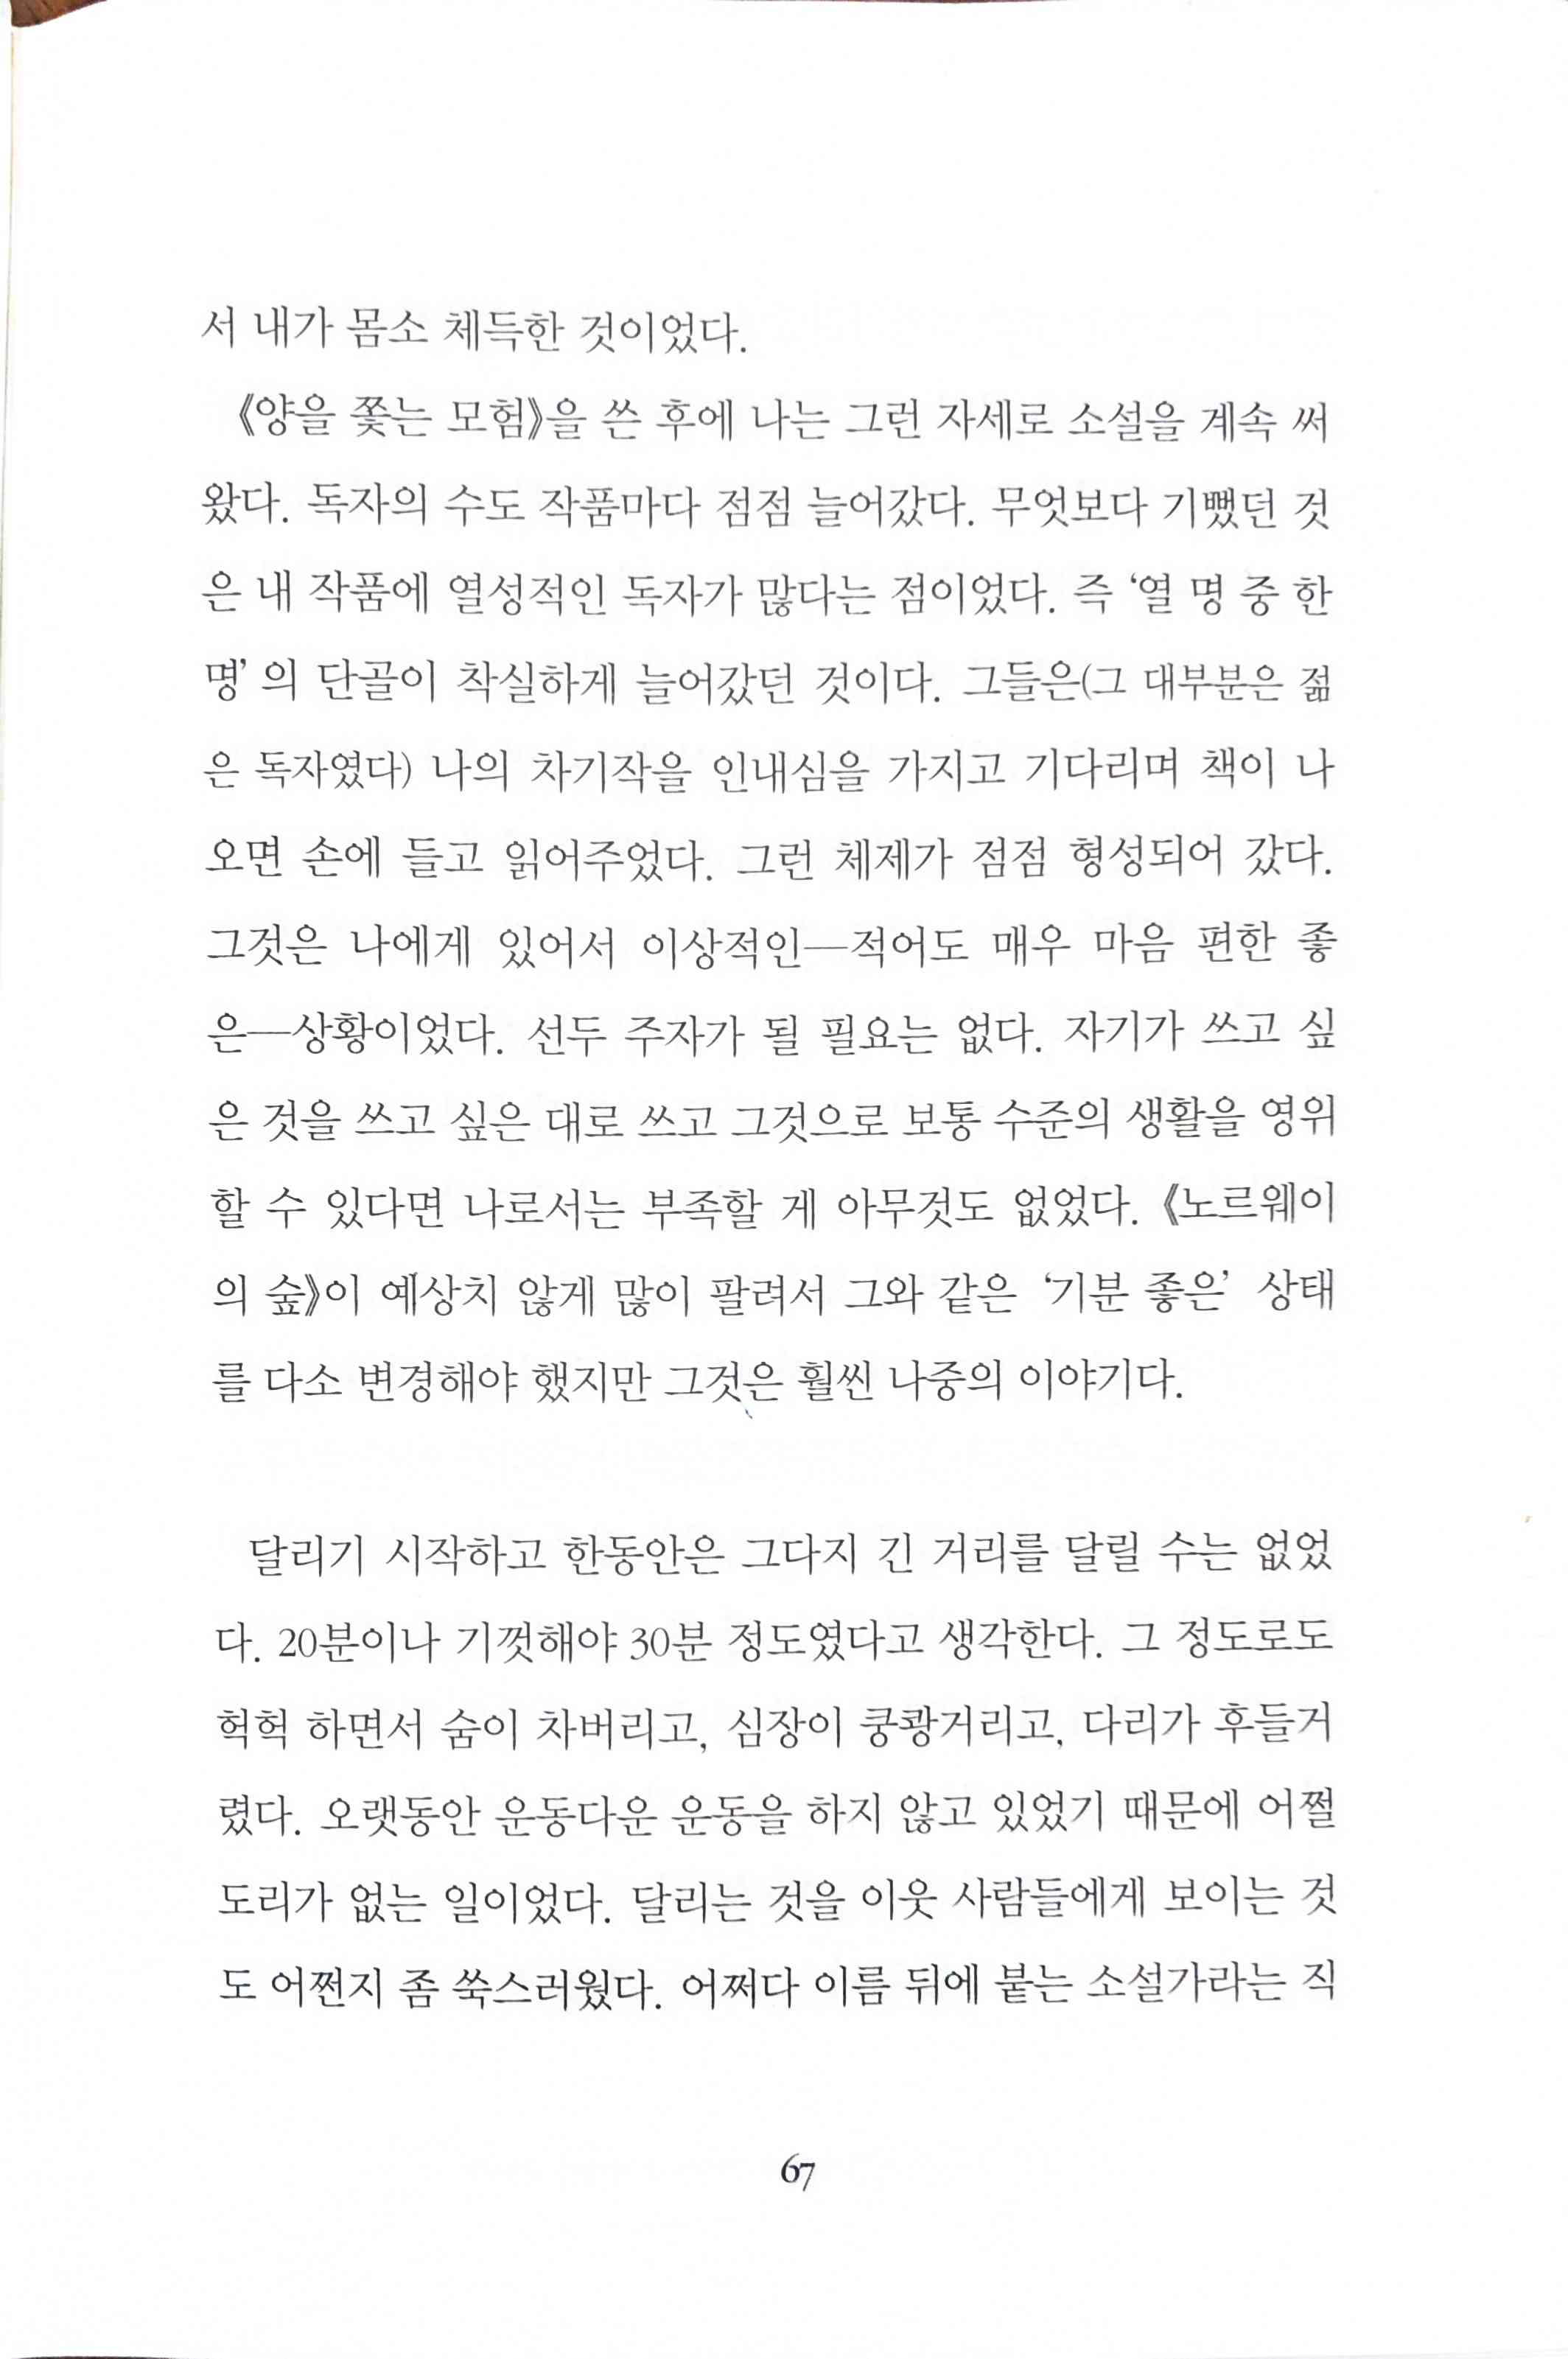 서 내가 몸소 체득한 것이었다.
《양을 쫓는 모험》을 쓴 후에 나는 그런 자세로 소설을 계속 써
왔다. 독자의 수도 작품마다 점점 늘어갔다. 무엇보다 기뻤던 것
은 내 작품에 열성적인 독자가 많다는 점이었다. 즉 ‘열 명 중 한
명’의 단골이 착실하게 늘어갔던 것이다. 그들은(그 대부분은 젊
은 독자였다) 나의 차기작을 인내심을 가지고 기다리며 책이 나
오면 손에 들고 읽어주었다. 그런 체제가 점점 형성되어 갔다.
그것은 나에게 있어서 이상적인—적어도 매우 마음 편한 좋
은—상황이었다. 선두 주자가 될 필요는 없다. 자기가 쓰고 싶
은 것을 쓰고 싶은 대로 쓰고 그것으로 보통 수준의 생활을 영위
할 수 있다면 나로서는 부족할 게 아무것도 없었다. 《노르웨이
의 숲》이 예상치 않게 많이 팔려서 그와 같은 ‘기분 좋은’ 상태
를 다소 변경해야 했지만 그것은 훨씬 나중의 이야기다.
달리기 시작하고 한동안은 그다지 긴 거리를 달릴 수는 없었
다. 20분이나 기껏해야 30분 정도였다고 생각한다. 그 정도로도
헉헉 하면서 숨이 차버리고, 심장이 쿵쾅거리고, 다리가 후들거
렸다. 오랫동안 운동다운 운동을 하지 않고 있었기 때문에 어쩔
도리가 없는 일이었다. 달리는 것을 이웃 사람들에게 보이는 것
도 어쩐지 좀 쑥스러웠다. 어쩌다 이름 뒤에 붙는 소설가라는 직
67